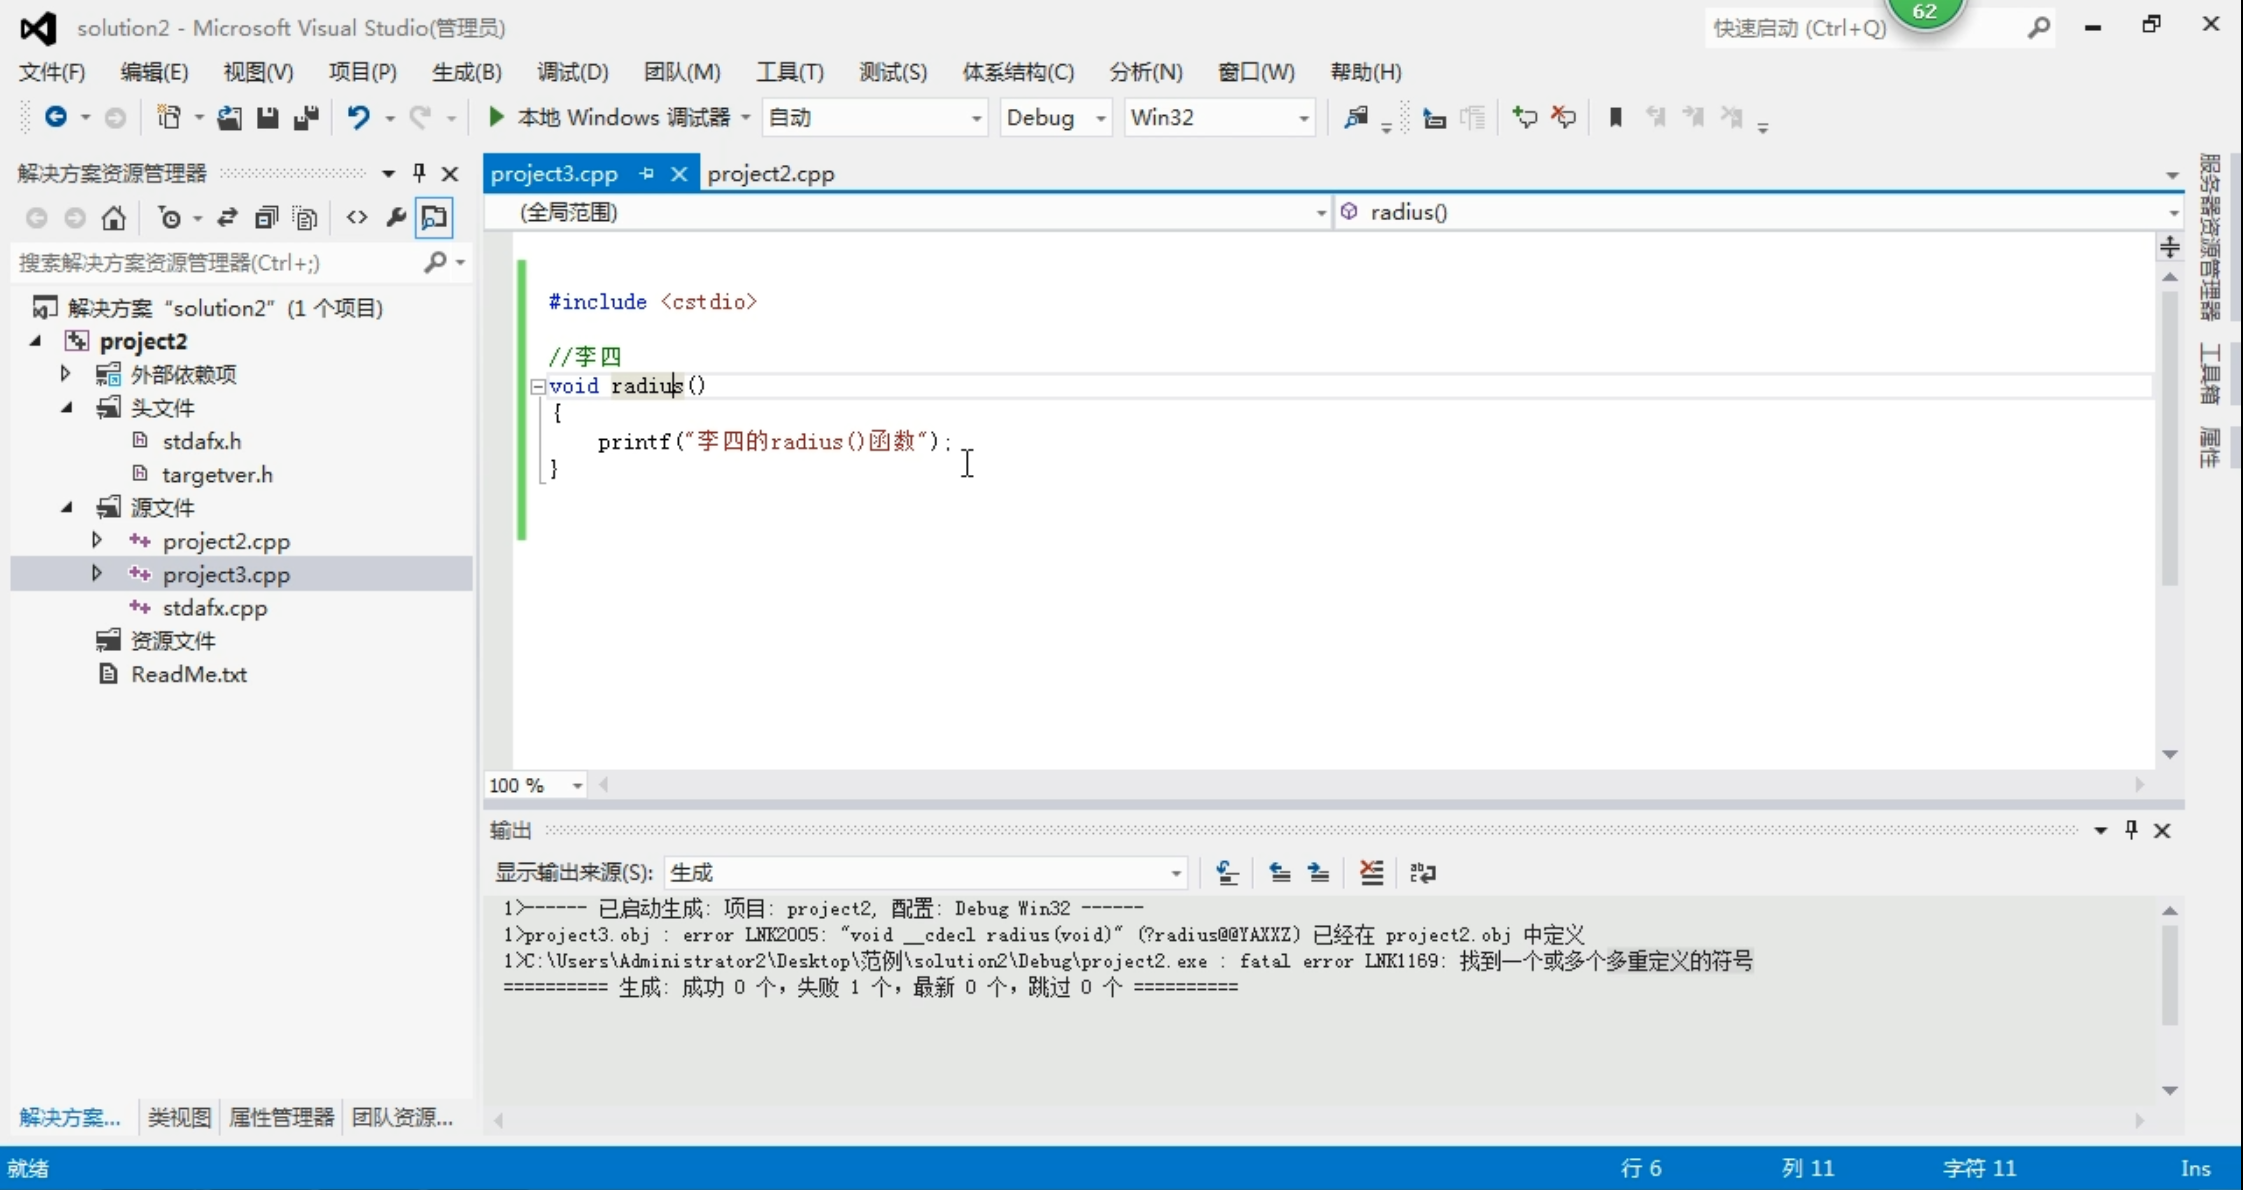 solution2 - Microsoft Visual Studio(管理员)
快速启动 (Ctrl+Q)
62
文件(F) 编辑(E) 视图(V) 项目(P) 生成(B) 调试(D) 团队(M) 工具(T) 测试(S) 体系结构(C) 分析(N) 窗口(W) 帮助(H)
本地 Windows 调试器 自动 Debug Win32
解决方案资源管理器
搜索解决方案资源管理器(Ctrl+;)
解决方案 "solution2" (1 个项目)
project2
外部依赖项
头文件
stdafx.h
targetver.h
源文件
project2.cpp
project3.cpp
stdafx.cpp
资源文件
ReadMe.txt
解决方案... 类视图 属性管理器 团队资源...
project3.cpp project2.cpp
(全局范围) radius()
#include <cstdio>
//李四
void radius()
{
printf("李四的radius()函数");
}
100 %
输出
显示输出来源(S): 生成
1>------ 已启动生成: 项目: project2, 配置: Debug Win32 ------
1>project3.obj : error LNK2005: "void __cdecl radius(void)" (?radius@@YAXXZ) 已经在 project2.obj 中定义
1>C:\Users\Administrator2\Desktop\范例\solution2\Debug\project2.exe : fatal error LNK1169: 找到一个或多个多重定义的符号
========== 生成: 成功 0 个，失败 1 个，最新 0 个，跳过 0 个 ==========
服务器资源管理器
工具箱
属性
就绪 行 6 列 11 字符 11 Ins